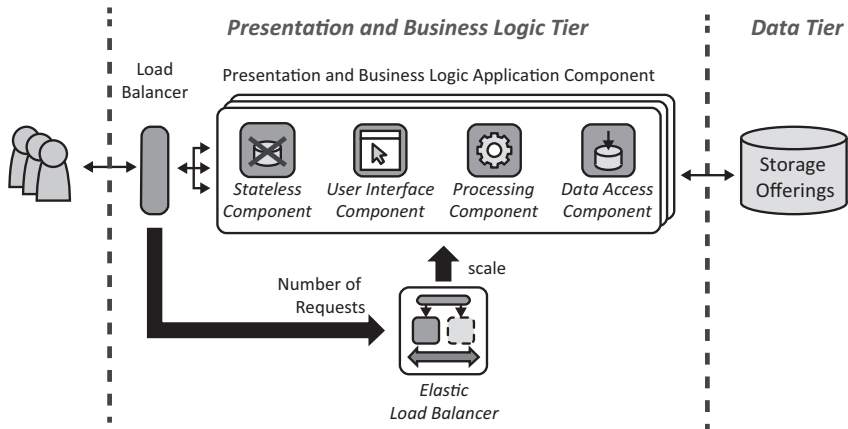 Presentation and Business Logic Tier
Data Tier
Load
Balancer
Presentation and Business Logic Application Component
Stateless
Component
User Interface
Component
Processing
Component
Data Access
Component
Storage
Offerings
Number of
Requests
scale
Elastic
Load Balancer